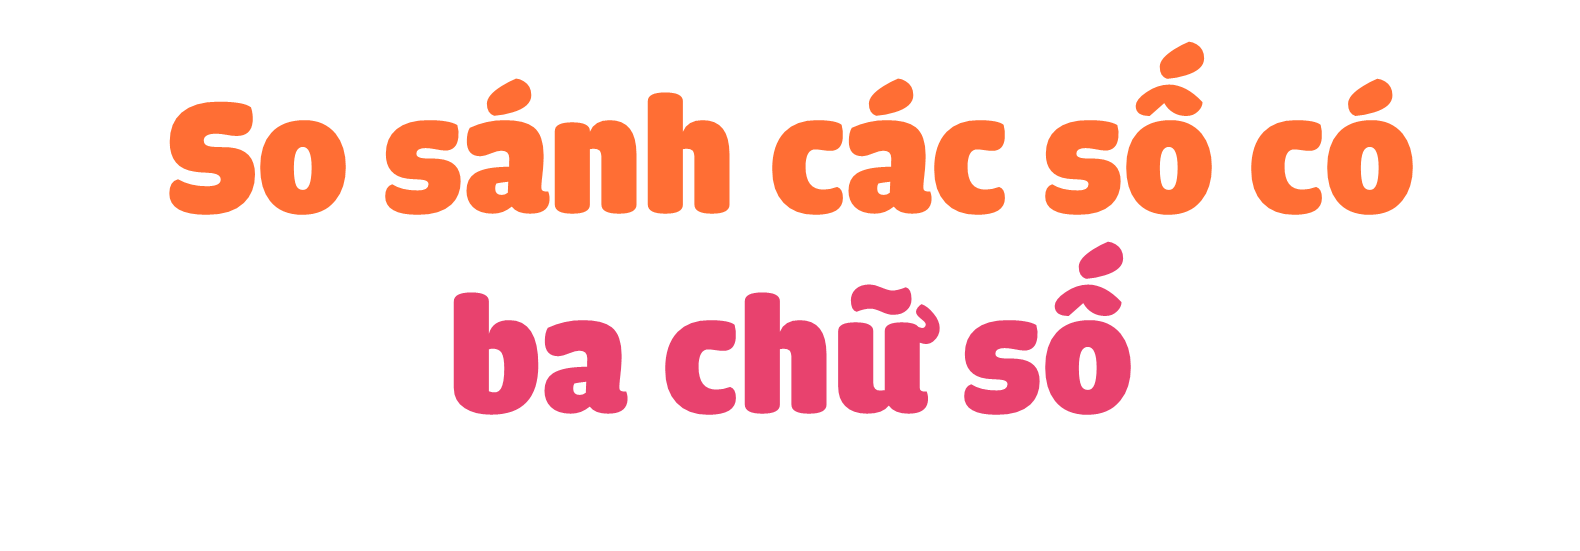 So sánh các số có
ba chữ số